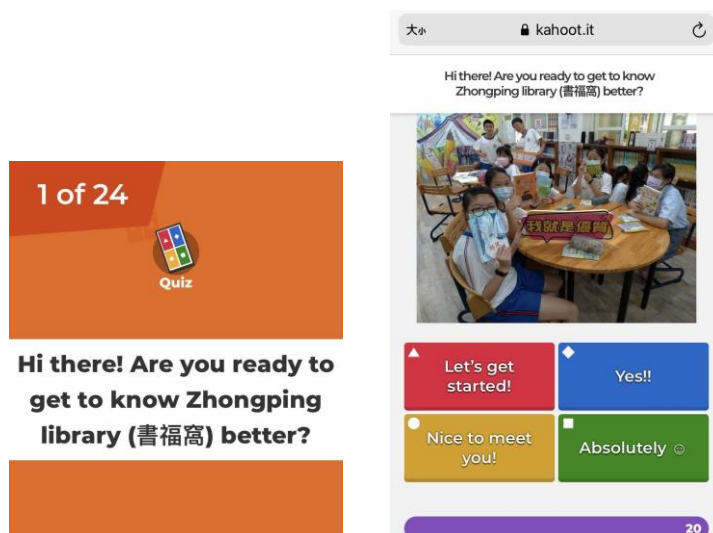 1 of 24
Quiz
Hi there! Are you ready to
get to know Zhongping
library (書福窩) better?
大小
kahoot.it
Hi there! Are you ready to get to know
Zhongping library (書福窩) better?
我就是優質
Let's get
started!
Yes!!
Nice to meet
you!
Absolutely ☺
20